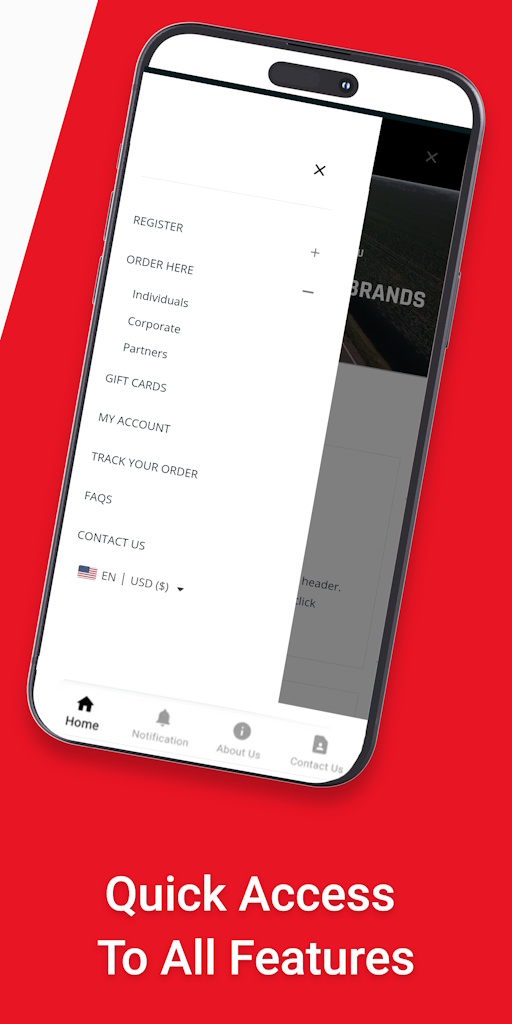 REGISTER
ORDER HERE
Individuals
Corporate
Partners
GIFT CARDS
MY ACCOUNT
TRACK YOUR ORDER
FAQS
CONTACT US
EN | USD ($)
BRANDS
header.
click
Home
Notification
About Us
Contact Us
Quick Access
To All Features